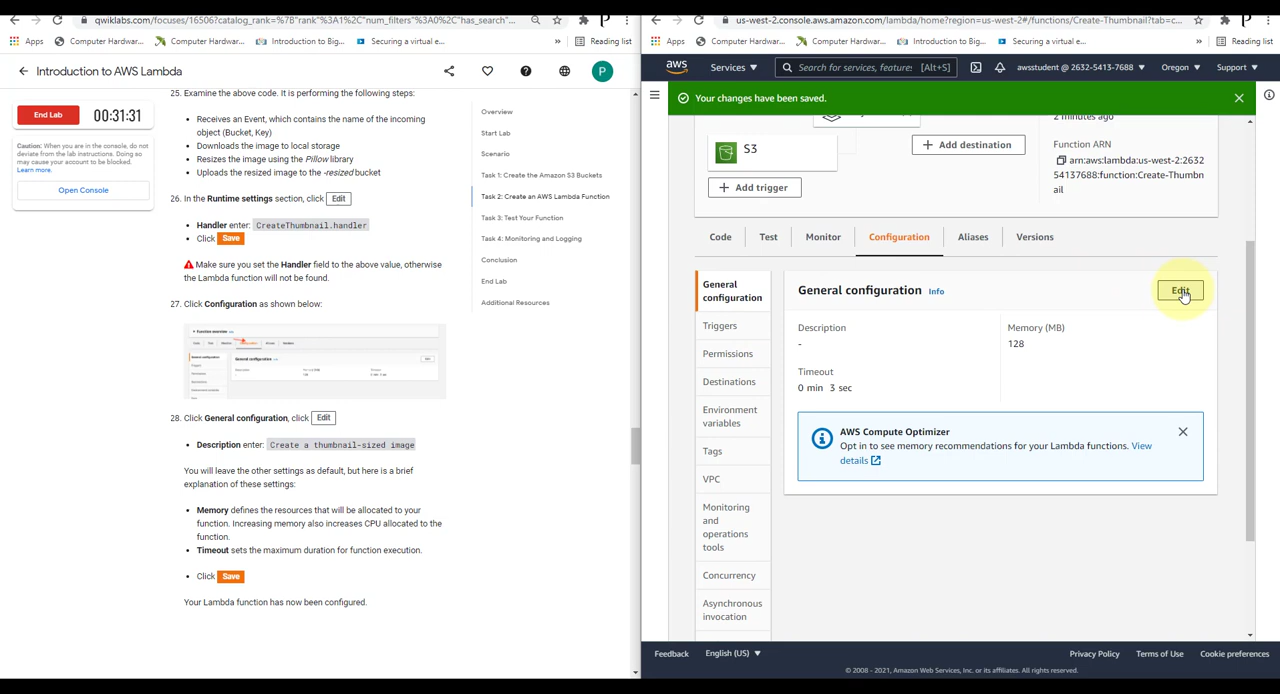 qwiklabs.com/focuses/16506?catalog_rank=%7B"rank"%3A1%2C"num_filters"%3A0%2C"has_search"...
Apps Computer Hardwar... Computer Hardwar... Introduction to Big... Securing a virtual e... » Reading list
Introduction to AWS Lambda P
End Lab 00:31:31
Caution: When you are in the console, do not
deviate from the lab instructions. Doing so
may cause your account to be blocked.
Learn more.
Open Console
25. Examine the above code. It is performing the following steps:
• Receives an Event, which contains the name of the incoming
object (Bucket, Key)
• Downloads the image to local storage
• Resizes the image using the Pillow library
• Uploads the resized image to the -resized bucket
26. In the Runtime settings section, click Edit
• Handler enter: CreateThumbnail.handler
• Click Save
Make sure you set the Handler field to the above value, otherwise
the Lambda function will not be found.
27. Click Configuration as shown below:
28. Click General configuration, click Edit
• Description enter: Create a thumbnail-sized image
You will leave the other settings as default, but here is a brief
explanation of these settings:
• Memory defines the resources that will be allocated to your
function. Increasing memory also increases CPU allocated to the
function.
• Timeout sets the maximum duration for function execution.
• Click Save
Your Lambda function has now been configured.
Overview
Start Lab
Scenario
Task 1: Create the Amazon S3 Buckets
Task 2: Create an AWS Lambda Function
Task 3: Test Your Function
Task 4: Monitoring and Logging
Conclusion
End Lab
Additional Resources
us-west-2.console.aws.amazon.com/lambda/home?region=us-west-2#/functions/Create-Thumbnail?tab=c...
Apps Computer Hardwar... Computer Hardwar... Introduction to Big... Securing a virtual e... » Reading list
aws Services Search for services, feature: [Alt+S] awsstudent @ 2632-5413-7688 Oregon Support
Your changes have been saved.
2 minutes ago
S3
+ Add destination
+ Add trigger
Function ARN
arn:aws:lambda:us-west-2:2632
54137688:function:Create-Thumbn
ail
Code Test Monitor Configuration Aliases Versions
General
configuration
Triggers
Permissions
Destinations
Environment
variables
Tags
VPC
Monitoring
and
operations
tools
Concurrency
Asynchronous
invocation
General configuration Info Edit
Description Memory (MB)
- 128
Timeout
0 min 3 sec
AWS Compute Optimizer
Opt in to see memory recommendations for your Lambda functions. View
details
Feedback English (US) Privacy Policy Terms of Use Cookie preferences
© 2008 - 2021, Amazon Web Services, Inc. or its affiliates. All rights reserved.